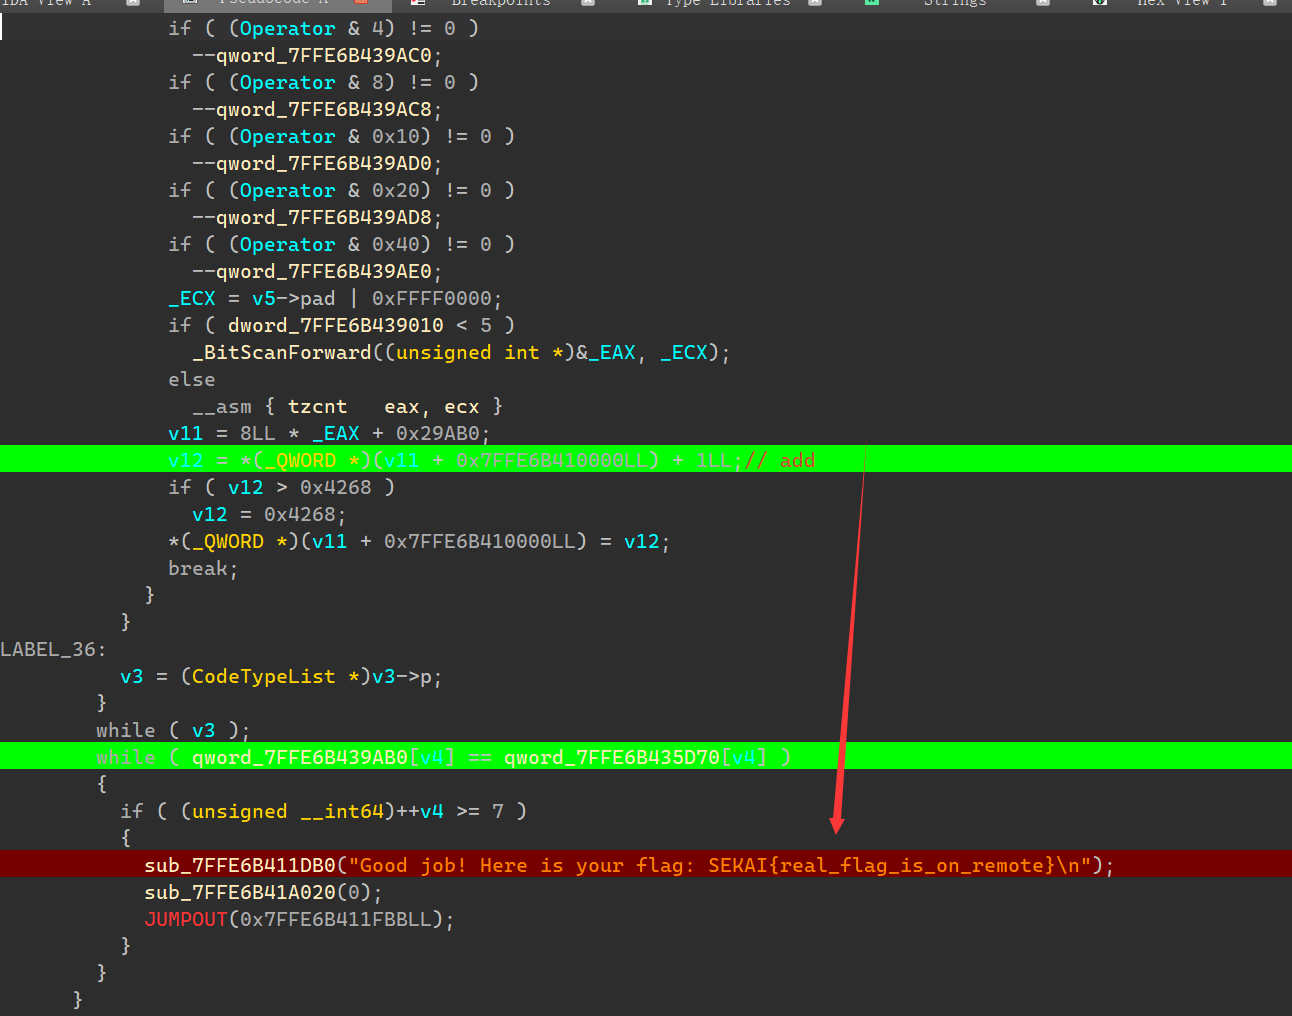 IDA View A Pseudocode A Breakpoints Type Libraries Strings Hex View 1
if ( (Operator & 4) != 0 )
--qword_7FFE6B439AC0;
if ( (Operator & 8) != 0 )
--qword_7FFE6B439AC8;
if ( (Operator & 0x10) != 0 )
--qword_7FFE6B439AD0;
if ( (Operator & 0x20) != 0 )
--qword_7FFE6B439AD8;
if ( (Operator & 0x40) != 0 )
--qword_7FFE6B439AE0;
_ECX = v5->pad | 0xFFFF0000;
if ( dword_7FFE6B439010 < 5 )
_BitScanForward((unsigned int *)&_EAX, _ECX);
else
__asm { tzcnt   eax, ecx }
v11 = 8LL * _EAX + 0x29AB0;
v12 = *(_QWORD *)(v11 + 0x7FFE6B410000LL) + 1LL;// add
if ( v12 > 0x4268 )
v12 = 0x4268;
*(_QWORD *)(v11 + 0x7FFE6B410000LL) = v12;
break;
}
}
LABEL_36:
v3 = (CodeTypeList *)v3->p;
}
while ( v3 );
while ( qword_7FFE6B439AB0[v4] == qword_7FFE6B435D70[v4] )
{
if ( (unsigned __int64)++v4 >= 7 )
{
sub_7FFE6B411DB0("Good job! Here is your flag: SEKAI{real_flag_is_on_remote}\n");
sub_7FFE6B41A020(0);
JUMPOUT(0x7FFE6B411FBBLL);
}
}
}